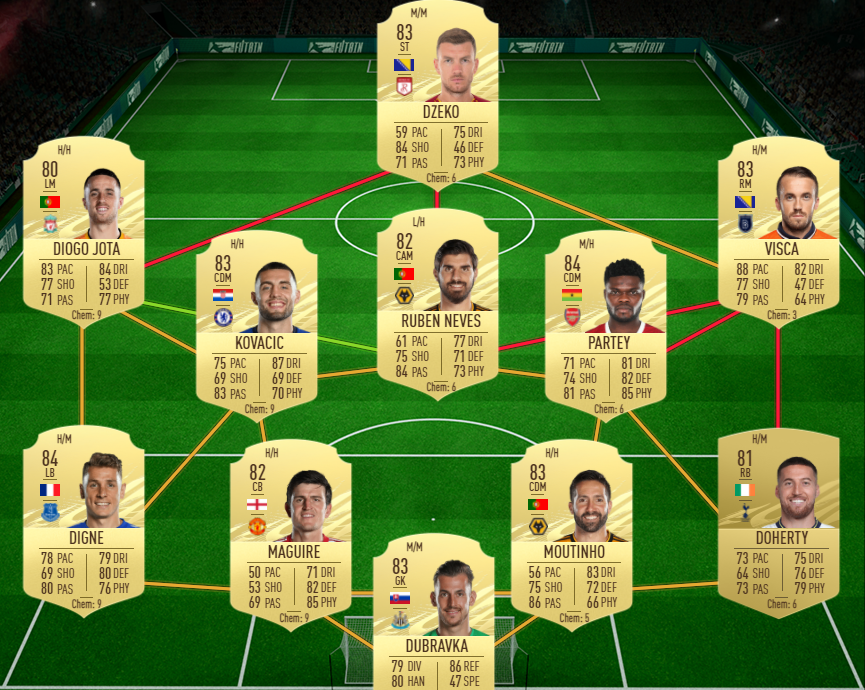 M/M
83
ST
DZEKO
59 PAC 75 DRI
84 SHO 46 DEF
71 PAS 73 PHY
Chem: 6
FUTBIN
FUTBIN
FUTBIN
FUTBIN
H/H
80
LM
DIOGO JOTA
83 PAC 84 DRI
77 SHO 53 DEF
71 PAS 77 PHY
Chem: 9
H/M
83
RM
VISCA
88 PAC 82 DRI
77 SHO 47 DEF
79 PAS 64 PHY
Chem: 3
H/H
83
CDM
KOVACIC
75 PAC 87 DRI
69 SHO 69 DEF
83 PAS 70 PHY
Chem: 9
L/H
82
CAM
RUBEN NEVES
61 PAC 77 DRI
75 SHO 71 DEF
84 PAS 73 PHY
Chem: 6
M/H
84
CDM
PARTEY
71 PAC 81 DRI
74 SHO 82 DEF
81 PAS 85 PHY
Chem: 6
H/M
84
LB
DIGNE
78 PAC 79 DRI
69 SHO 80 DEF
80 PAS 76 PHY
Chem: 9
H/H
82
CB
MAGUIRE
50 PAC 71 DRI
53 SHO 82 DEF
69 PAS 85 PHY
Chem: 9
H/H
83
CDM
MOUTINHO
56 PAC 83 DRI
75 SHO 72 DEF
86 PAS 66 PHY
Chem: 5
H/M
81
RB
DOHERTY
73 PAC 75 DRI
64 SHO 76 DEF
73 PAS 79 PHY
Chem: 6
M/M
83
GK
DUBRAVKA
79 DIV 86 REF
80 HAN 47 SPE